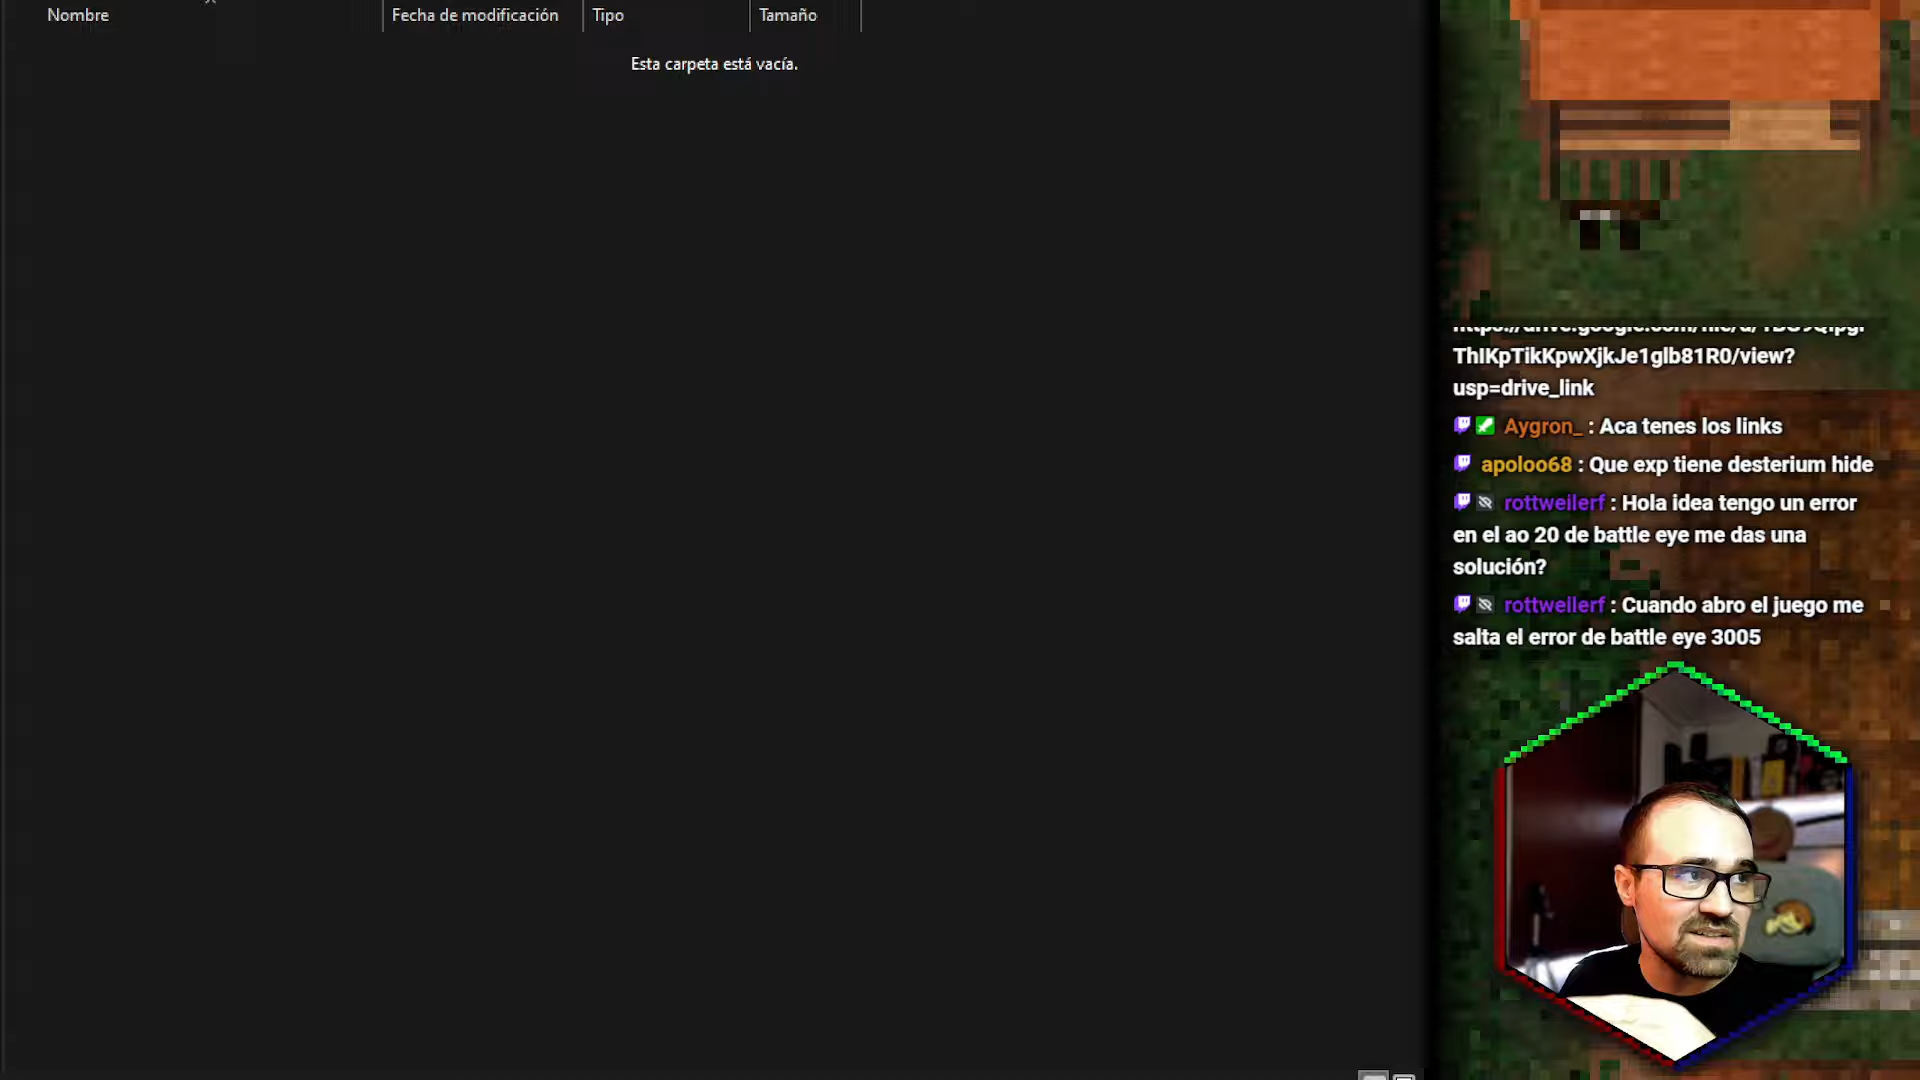 Nombre
Fecha de modificación
Tipo
Tamaño
Esta carpeta está vacía.
ThIKpTikKpwXjkJe1glb81R0/view?
usp=drive_link
Aygron_ : Aca tenes los links
apoloo68 : Que exp tiene desterium hide
rottweilerf : Hola idea tengo un error
en el ao 20 de battle eye me das una
solución?
rottweilerf : Cuando abro el juego me
salta el error de battle eye 3005